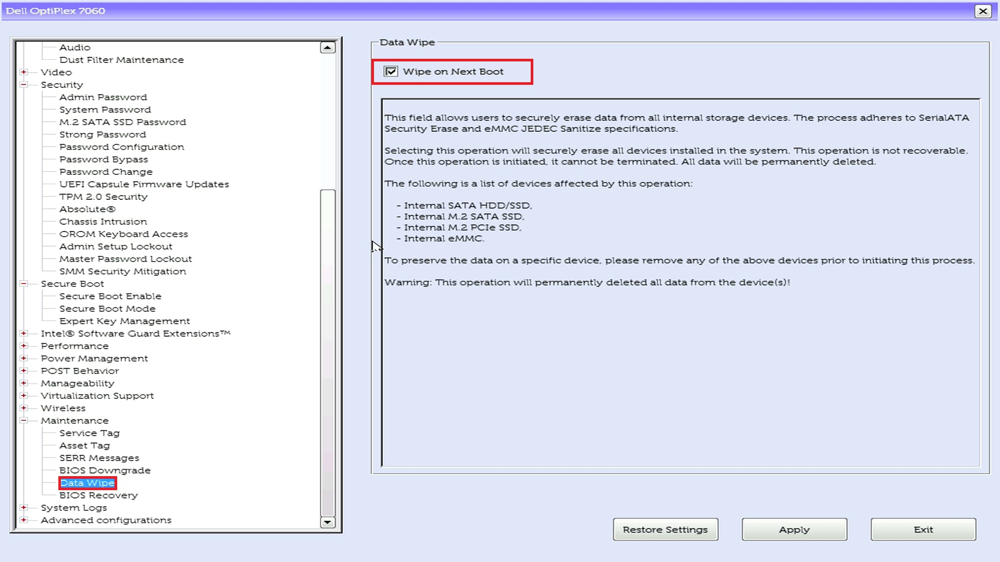 Dell OptiPlex 7060
Audio
Dust Filter Maintenance
Video
Security
Admin Password
System Password
M.2 SATA SSD Password
Strong Password
Password Configuration
Password Bypass
Password Change
UEFI Capsule Firmware Updates
TPM 2.0 Security
Absolute®
Chassis Intrusion
OROM Keyboard Access
Admin Setup Lockout
Master Password Lockout
SMM Security Mitigation
Secure Boot
Secure Boot Enable
Secure Boot Mode
Expert Key Management
Intel® Software Guard Extensions™
Performance
Power Management
POST Behavior
Manageability
Virtualization Support
Wireless
Maintenance
Service Tag
Asset Tag
SERR Messages
BIOS Downgrade
Data Wipe
BIOS Recovery
System Logs
Advanced configurations
Data Wipe
Wipe on Next Boot
This field allows users to securely erase data from all internal storage devices. The process adheres to SerialATA
Security Erase and eMMC JEDEC Sanitize specifications.
Selecting this operation will securely erase all devices installed in the system. This operation is not recoverable.
Once this operation is initiated, it cannot be terminated. All data will be permanently deleted.
The following is a list of devices affected by this operation:
- Internal SATA HDD/SSD,
- Internal M.2 SATA SSD,
- Internal M.2 PCIe SSD,
- Internal eMMC.
To preserve the data on a specific device, please remove any of the above devices prior to initiating this process.
Warning: This operation will permanently deleted all data from the device(s)!
Restore Settings
Apply
Exit